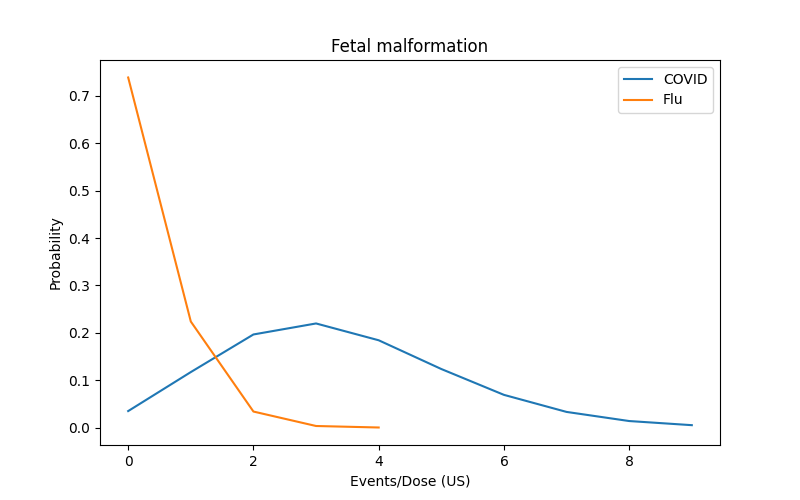 Fetal malformation
COVID
Flu
Probability
0.7
0.6
0.5
0.4
0.3
0.2
0.1
0.0
0 2 4 6 8
Events/Dose (US)